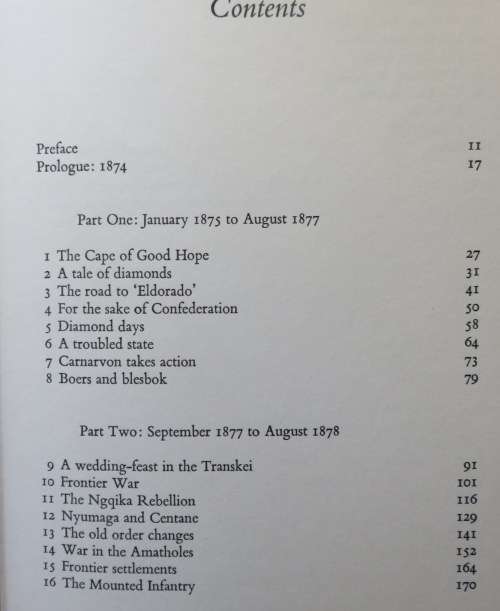 Contents
Preface 11
Prologue: 1874 17
Part One: January 1875 to August 1877
1 The Cape of Good Hope 27
2 A tale of diamonds 31
3 The road to ‘Eldorado’ 41
4 For the sake of Confederation 50
5 Diamond days 58
6 A troubled state 64
7 Carnarvon takes action 73
8 Boers and blesbok 79
Part Two: September 1877 to August 1878
9 A wedding-feast in the Transkei 91
10 Frontier War 101
11 The Ngqika Rebellion 116
12 Nyumaga and Centane 129
13 The old order changes 141
14 War in the Amatholes 152
15 Frontier settlements 164
16 The Mounted Infantry 170